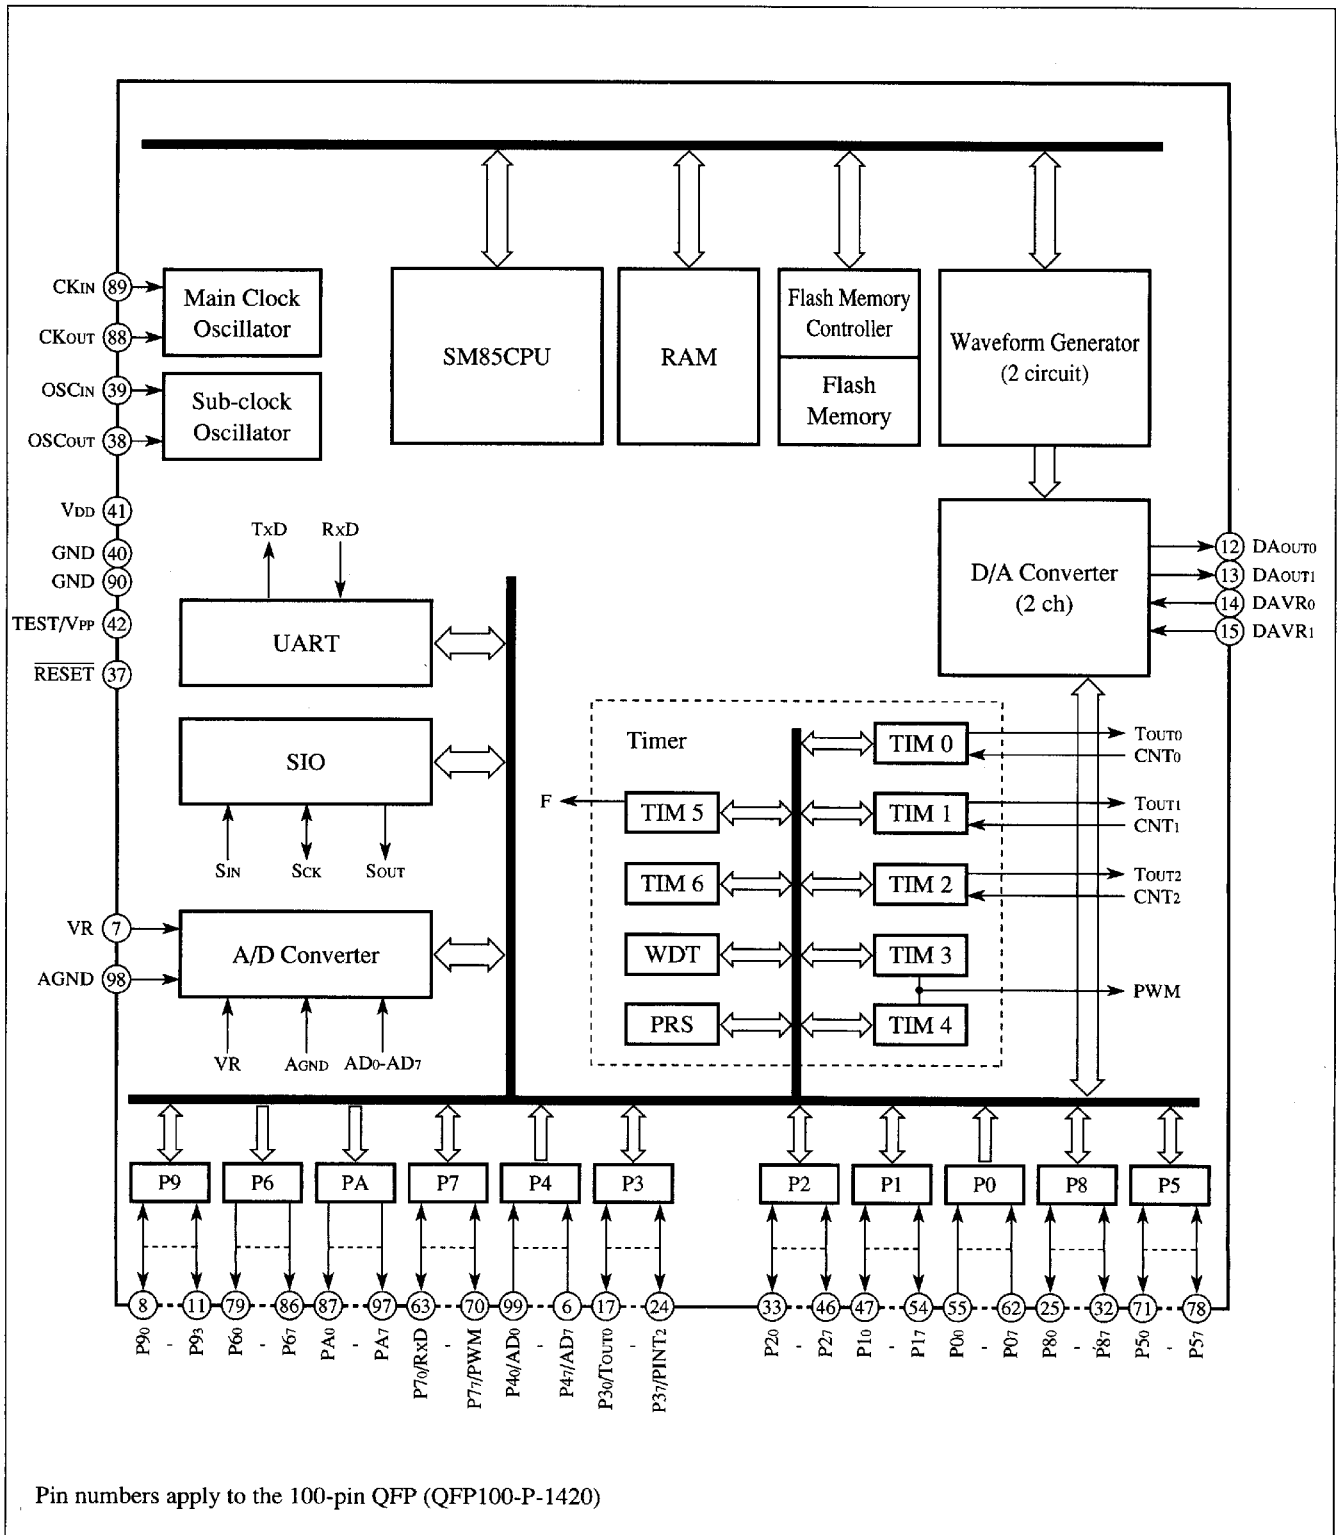 CKIN 89
Main Clock
Oscillator
CKOUT 88
OSCIN 39
Sub-clock
Oscillator
OSCOUT 38
SM85CPU
RAM
Flash Memory
Controller
Flash
Memory
Waveform Generator
(2 circuit)
VDD 41
GND 40
GND 90
TEST/VPP 42
RESET 37
TxD RxD
UART
D/A Converter
(2 ch)
12 DAOUT0
13 DAOUT1
14 DAVR0
15 DAVR1
SIO
SIN SCK SOUT
Timer
TIM 0 TOUT0
CNT0
F TIM 5 TIM 1 TOUT1
CNT1
TIM 6 TIM 2 TOUT2
CNT2
WDT TIM 3
PWM
PRS TIM 4
VR 7
A/D Converter
AGND 98
VR AGND AD0-AD7
P9 P6 PA P7 P4 P3 P2 P1 P0 P8 P5
8 11 79 86 87 97 63 70 99 6 17 24 33 46 47 54 55 62 25 32 71 78
P90 - P93 P60 - P67 PA0 - PA7 P70/RxD - P77/PWM P40/AD0 - P47/AD7 P30/TOUT0 - P37/PINT2 P20 - P27 P10 - P17 P00 - P07 P80 - P87 P50 - P57
Pin numbers apply to the 100-pin QFP (QFP100-P-1420)